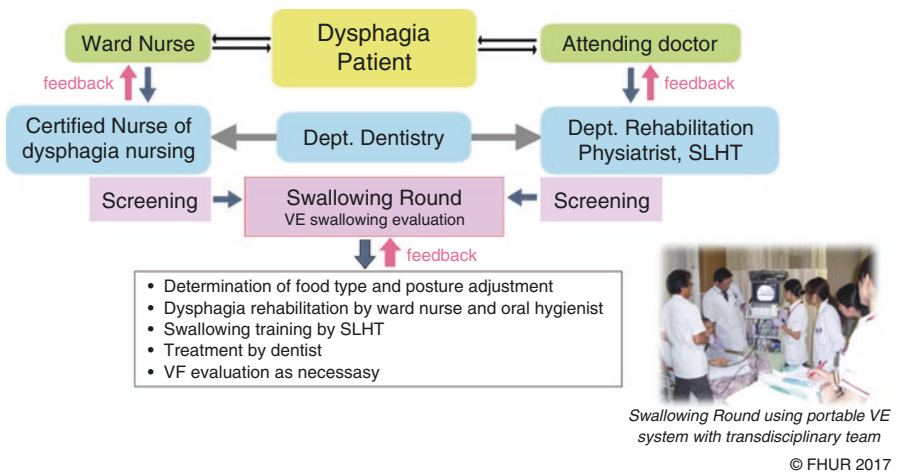 Ward Nurse
Dysphagia
Patient
Attending doctor
feedback
feedback
Certified Nurse of
dysphagia nursing
Dept. Dentistry
Dept. Rehabilitation
Physiatrist, SLHT
Screening
Swallowing Round
VE swallowing evaluation
Screening
feedback
• Determination of food type and posture adjustment
• Dysphagia rehabilitation by ward nurse and oral hygienist
• Swallowing training by SLHT
• Treatment by dentist
• VF evaluation as necessasy
Swallowing Round using portable VE
system with transdisciplinary team
© FHUR 2017